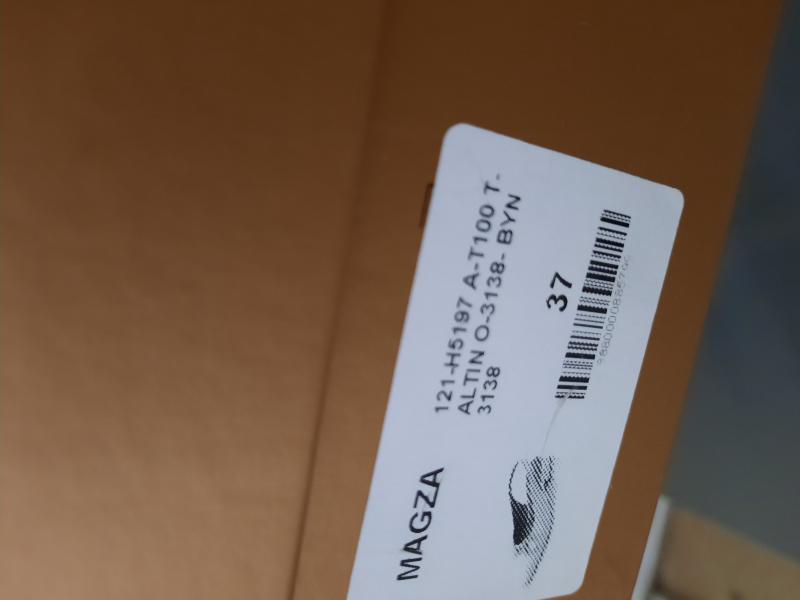 MAGZA
121-H5197 A-T100 T-
ALTIN O-3138- BYN
3138
37